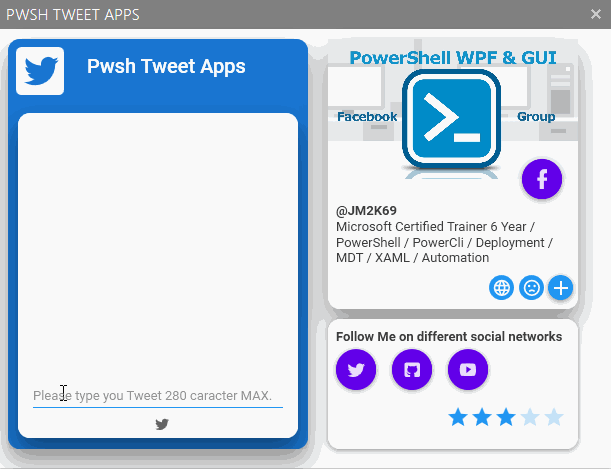 PWSH TWEET APPS
Pwsh Tweet Apps
Please type you Tweet 280 caracter MAX.
PowerShell WPF & GUI
Facebook
Group
@JM2K69
Microsoft Certified Trainer 6 Year /
PowerShell / PowerCli / Deployment /
MDT / XAML / Automation
Follow Me on different social networks